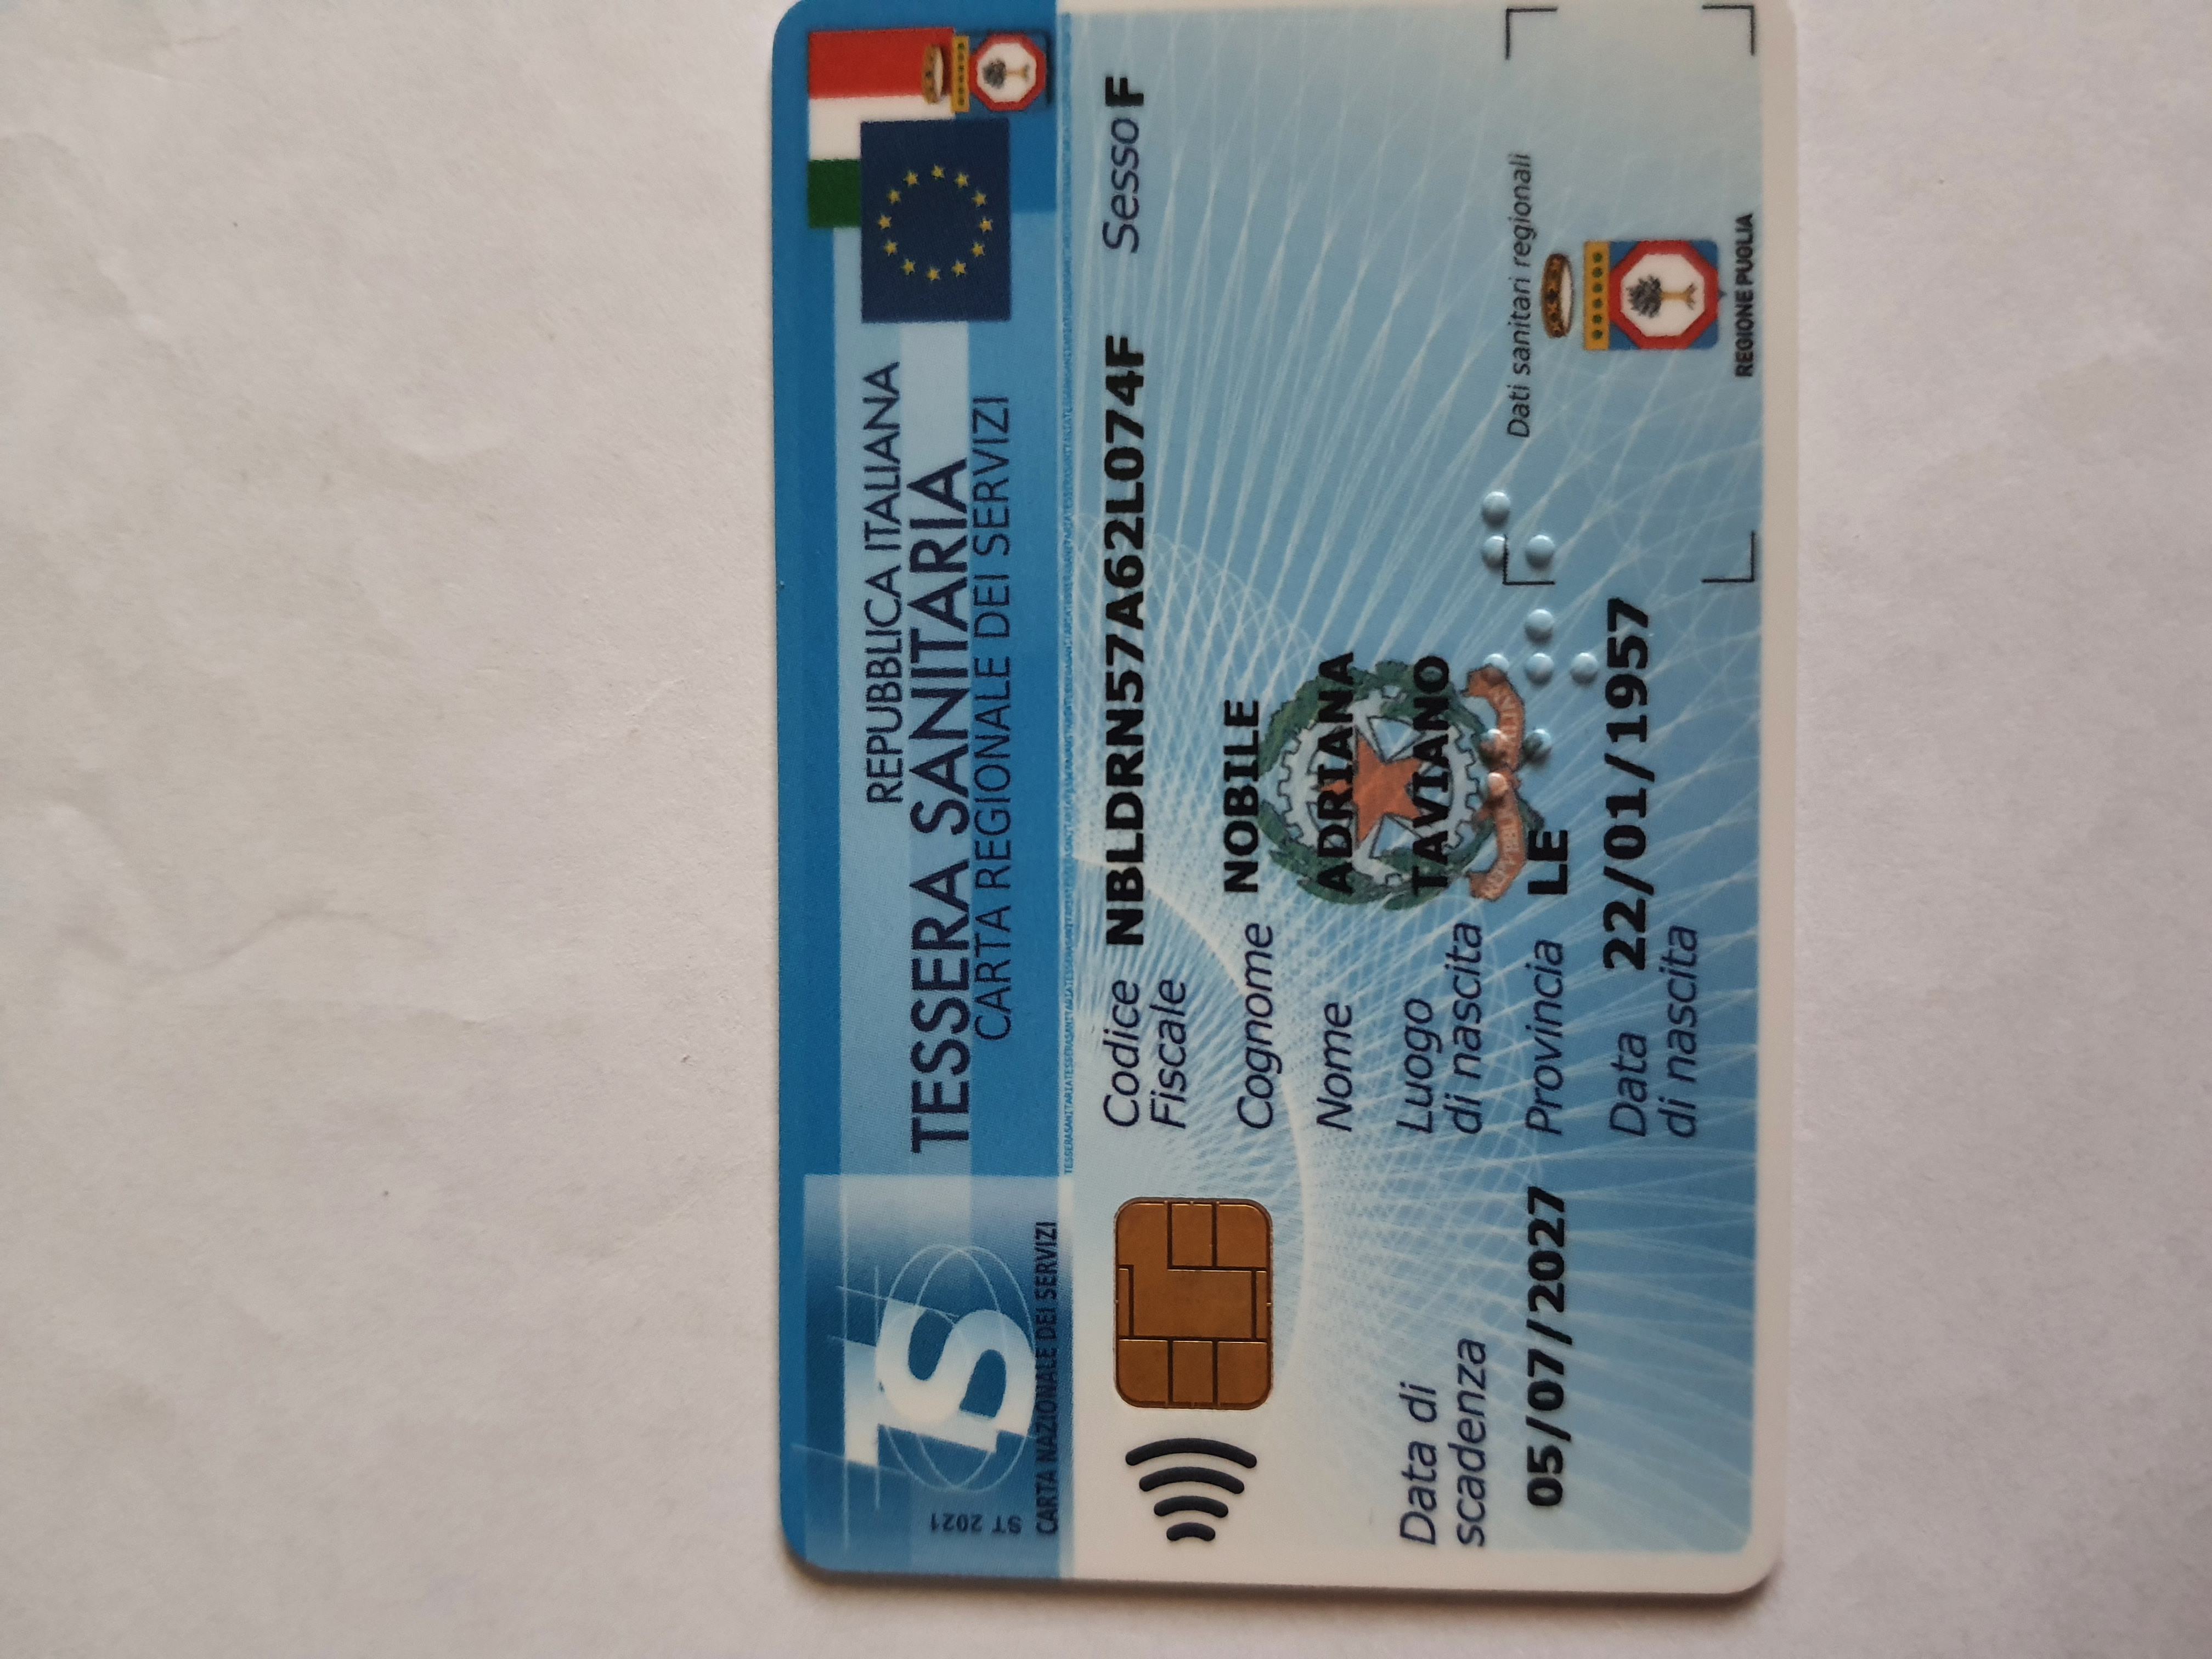 REPUBBLICA ITALIANA
TESSERA SANITARIA
CARTA REGIONALE DEI SERVIZI
TS
ST 2021
CARTA NAZIONALE DEI SERVIZI
Codice Fiscale NBLDRN57A62L074F Sesso F
Cognome NOBILE
Nome ADRIANA
Luogo di nascita TAVIANO
Provincia LE
Data di nascita 22/01/1957
Data di scadenza
05/07/2027
Dati sanitari regionali
REGIONE PUGLIA